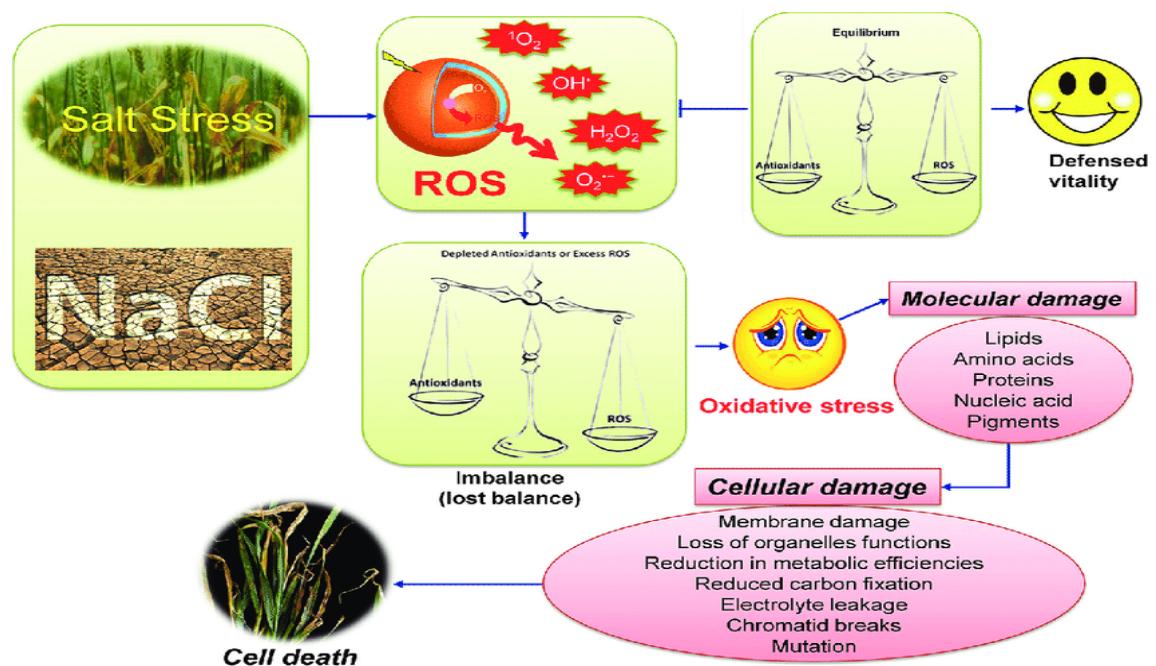 Salt Stress
NaCl
¹O₂
OH•
H₂O₂
O₂•−
O₂
ROS
ROS
Equilibrium
Antioxidants
ROS
Defensed
vitality
Depleted Antioxidants or Excess ROS
Antioxidants
ROS
Imbalance
(lost balance)
Oxidative stress
Molecular damage
Lipids
Amino acids
Proteins
Nucleic acid
Pigments
Cellular damage
Membrane damage
Loss of organelles functions
Reduction in metabolic efficiencies
Reduced carbon fixation
Electrolyte leakage
Chromatid breaks
Mutation
Cell death